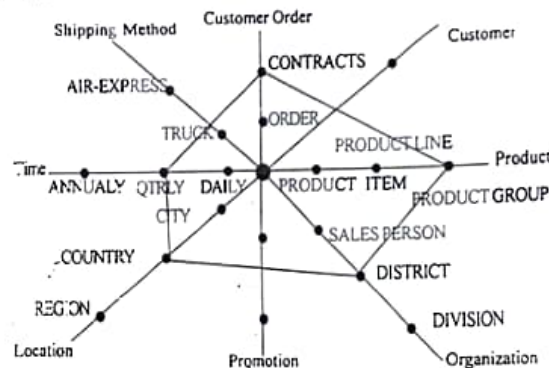 Customer Order
Shipping Method
Customer
CONTRACTS
AIR-EXPRESS
ORDER
TRUCK
PRODUCT LINE
Time
Product
ANNUALY QTRLY DAILY PRODUCT ITEM
PRODUCT GROUP
CITY
SALES PERSON
COUNTRY
DISTRICT
REGION
DIVISION
Location
Promotion
Organization